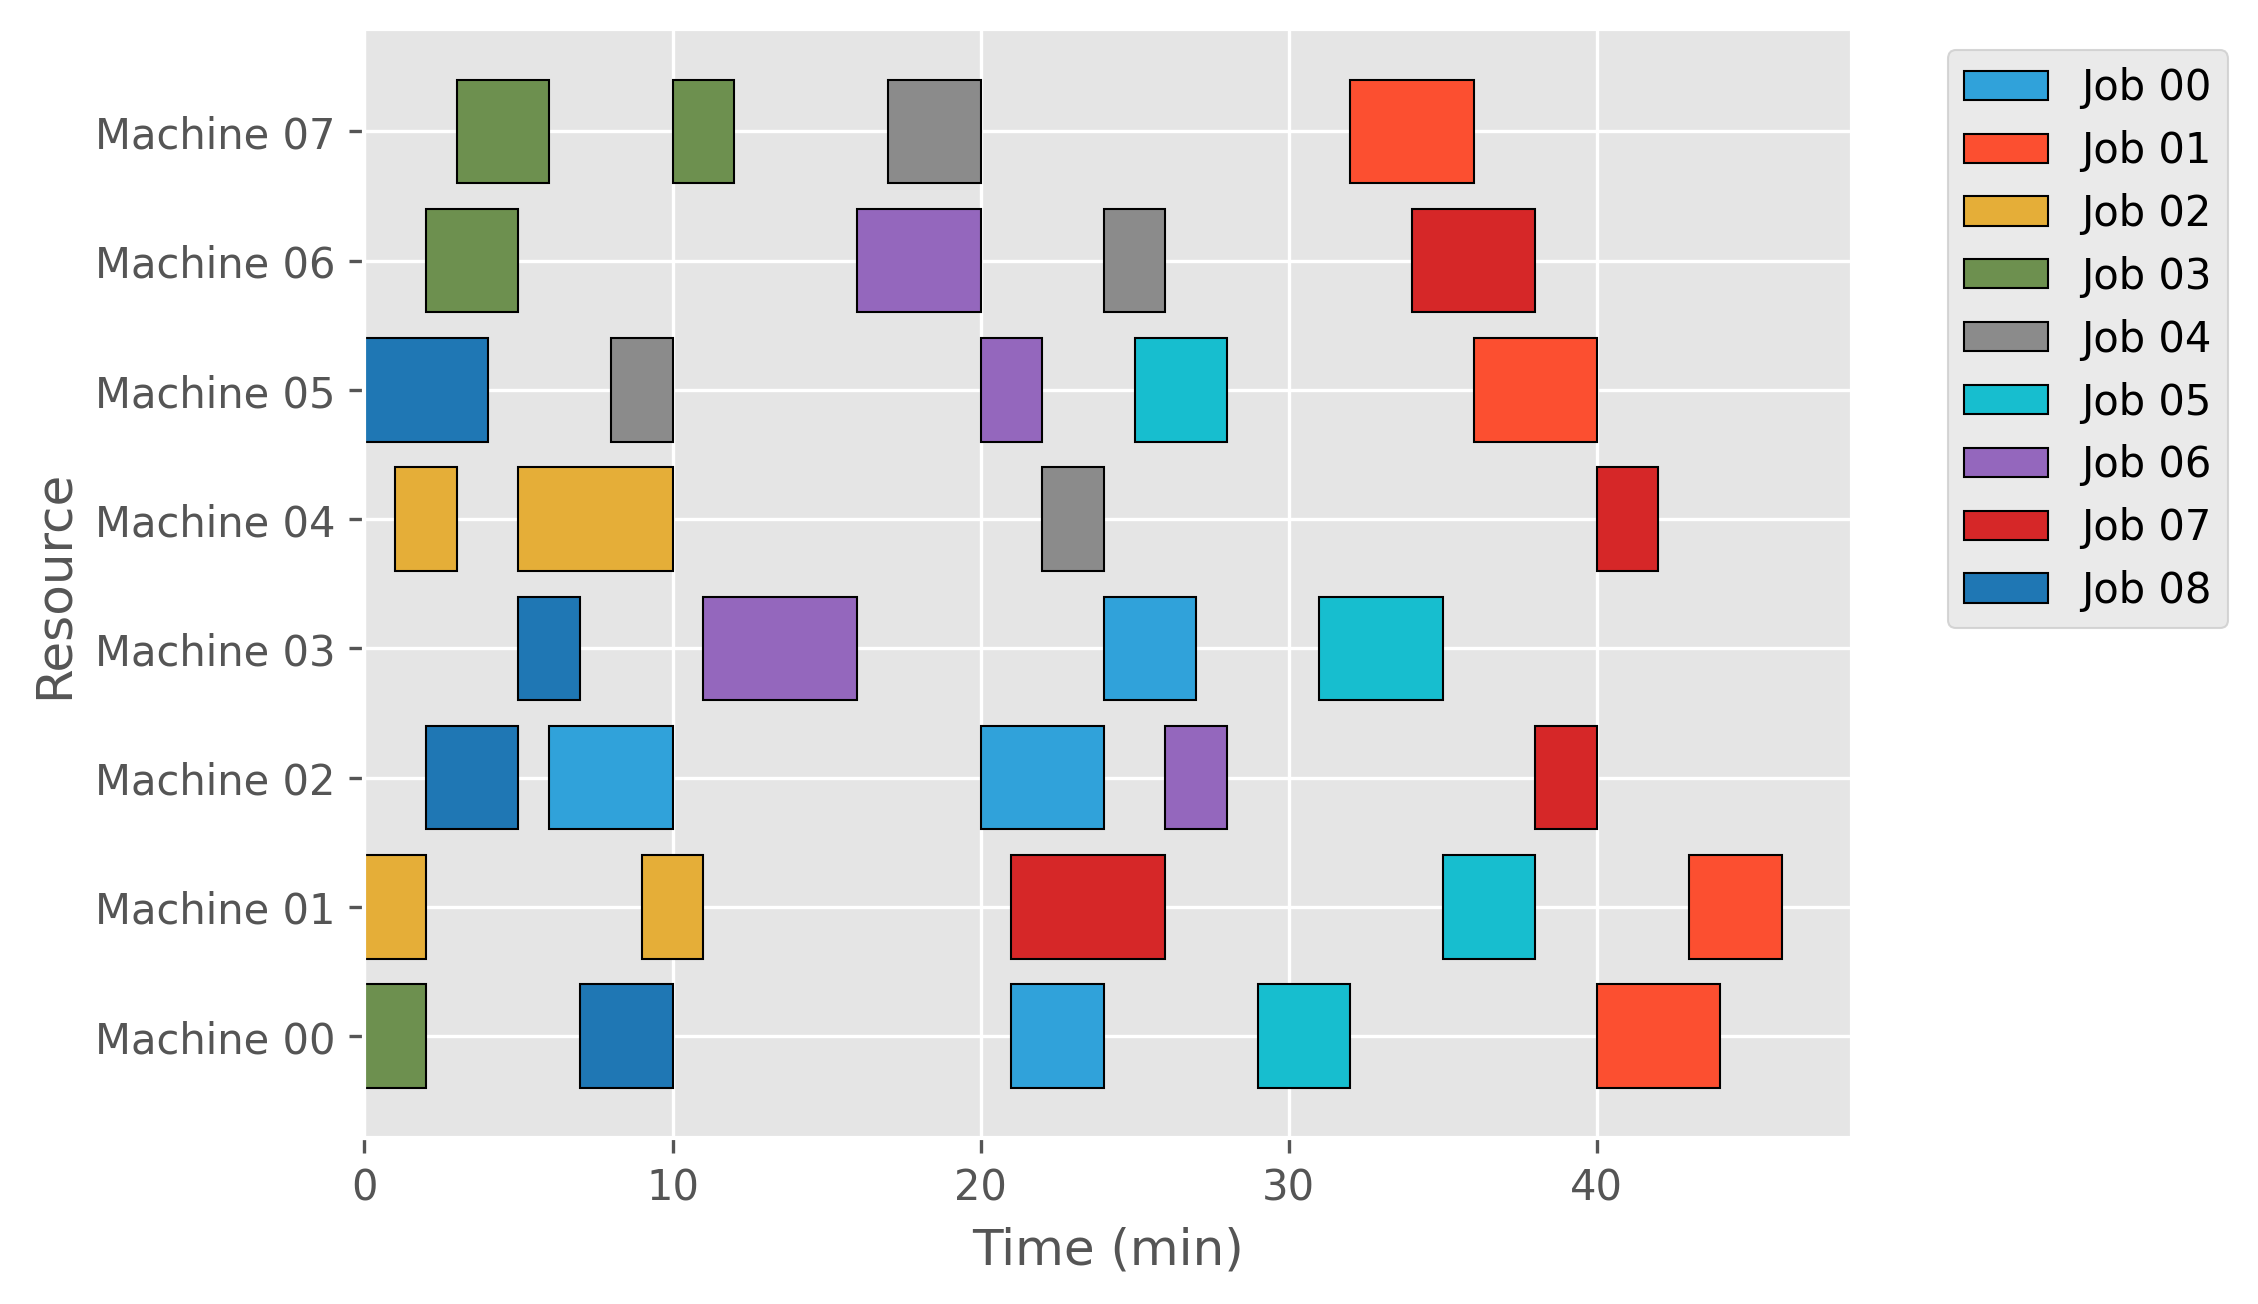 Machine 07
Machine 06
Machine 05
Machine 04
Machine 03
Machine 02
Machine 01
Machine 00
Resource
0 10 20 30 40
Time (min)
Job 00
Job 01
Job 02
Job 03
Job 04
Job 05
Job 06
Job 07
Job 08